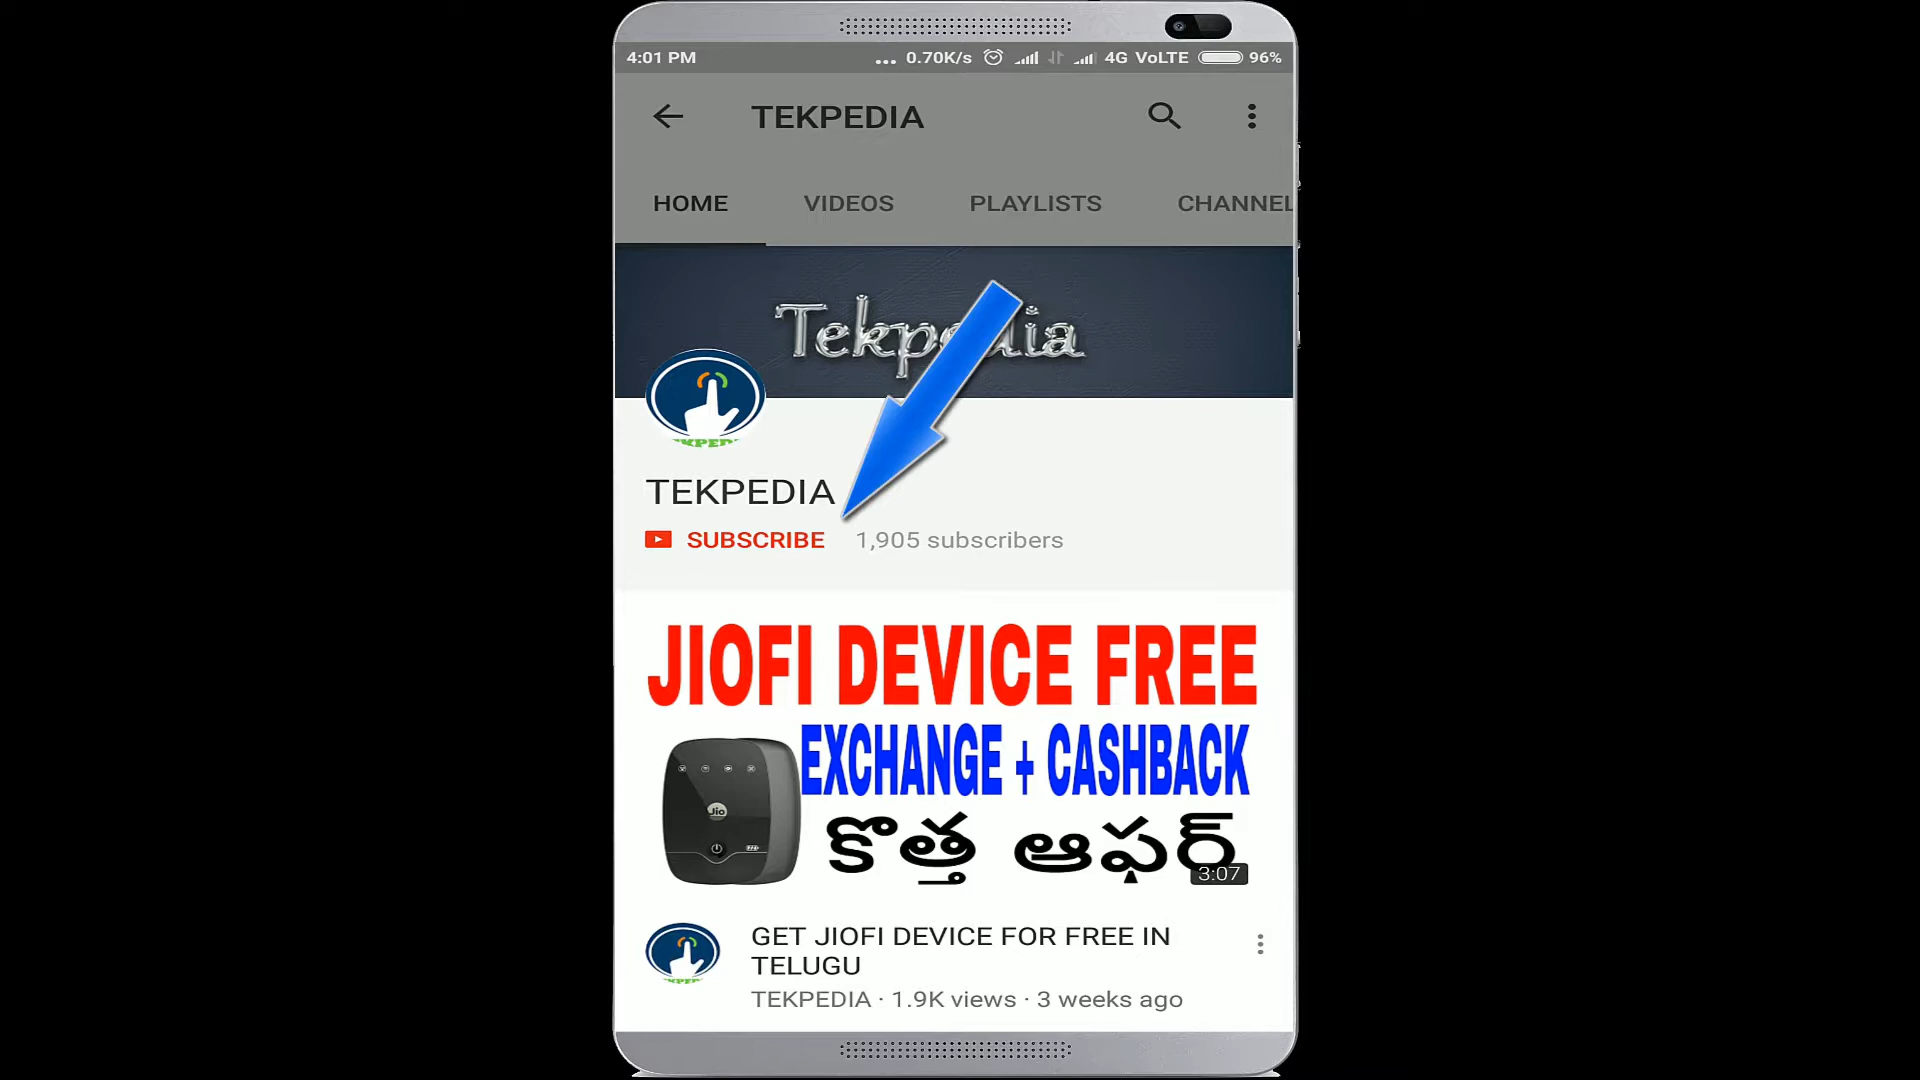 4:01 PM ... 0.70K/s 4G VoLTE 96%
TEKPEDIA
HOME VIDEOS PLAYLISTS CHANNEL
TEKPEDIA
SUBSCRIBE 1,905 subscribers
JIOFI DEVICE FREE
EXCHANGE + CASHBACK
Jio
కొత్త ఆఫర్
3:07
GET JIOFI DEVICE FOR FREE IN
TELUGU
TEKPEDIA · 1.9K views · 3 weeks ago